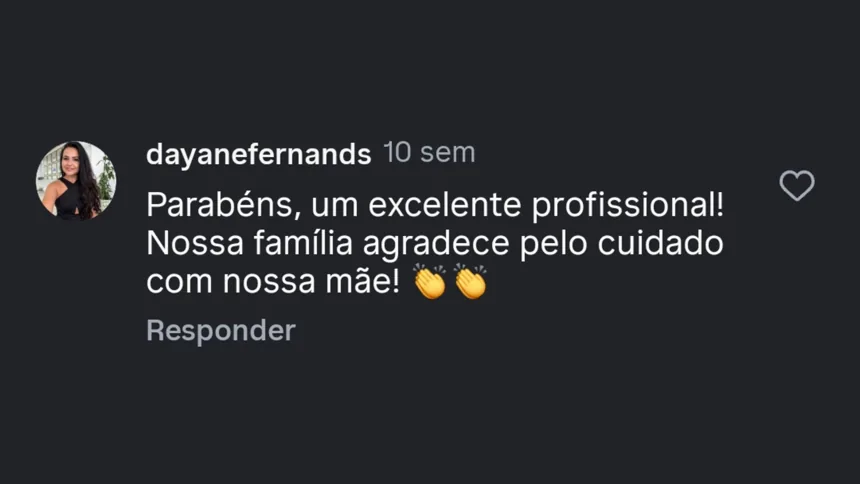 dayanefernands 10 sem
Parabéns, um excelente profissional!
Nossa família agradece pelo cuidado
com nossa mãe! 👏👏
Responder